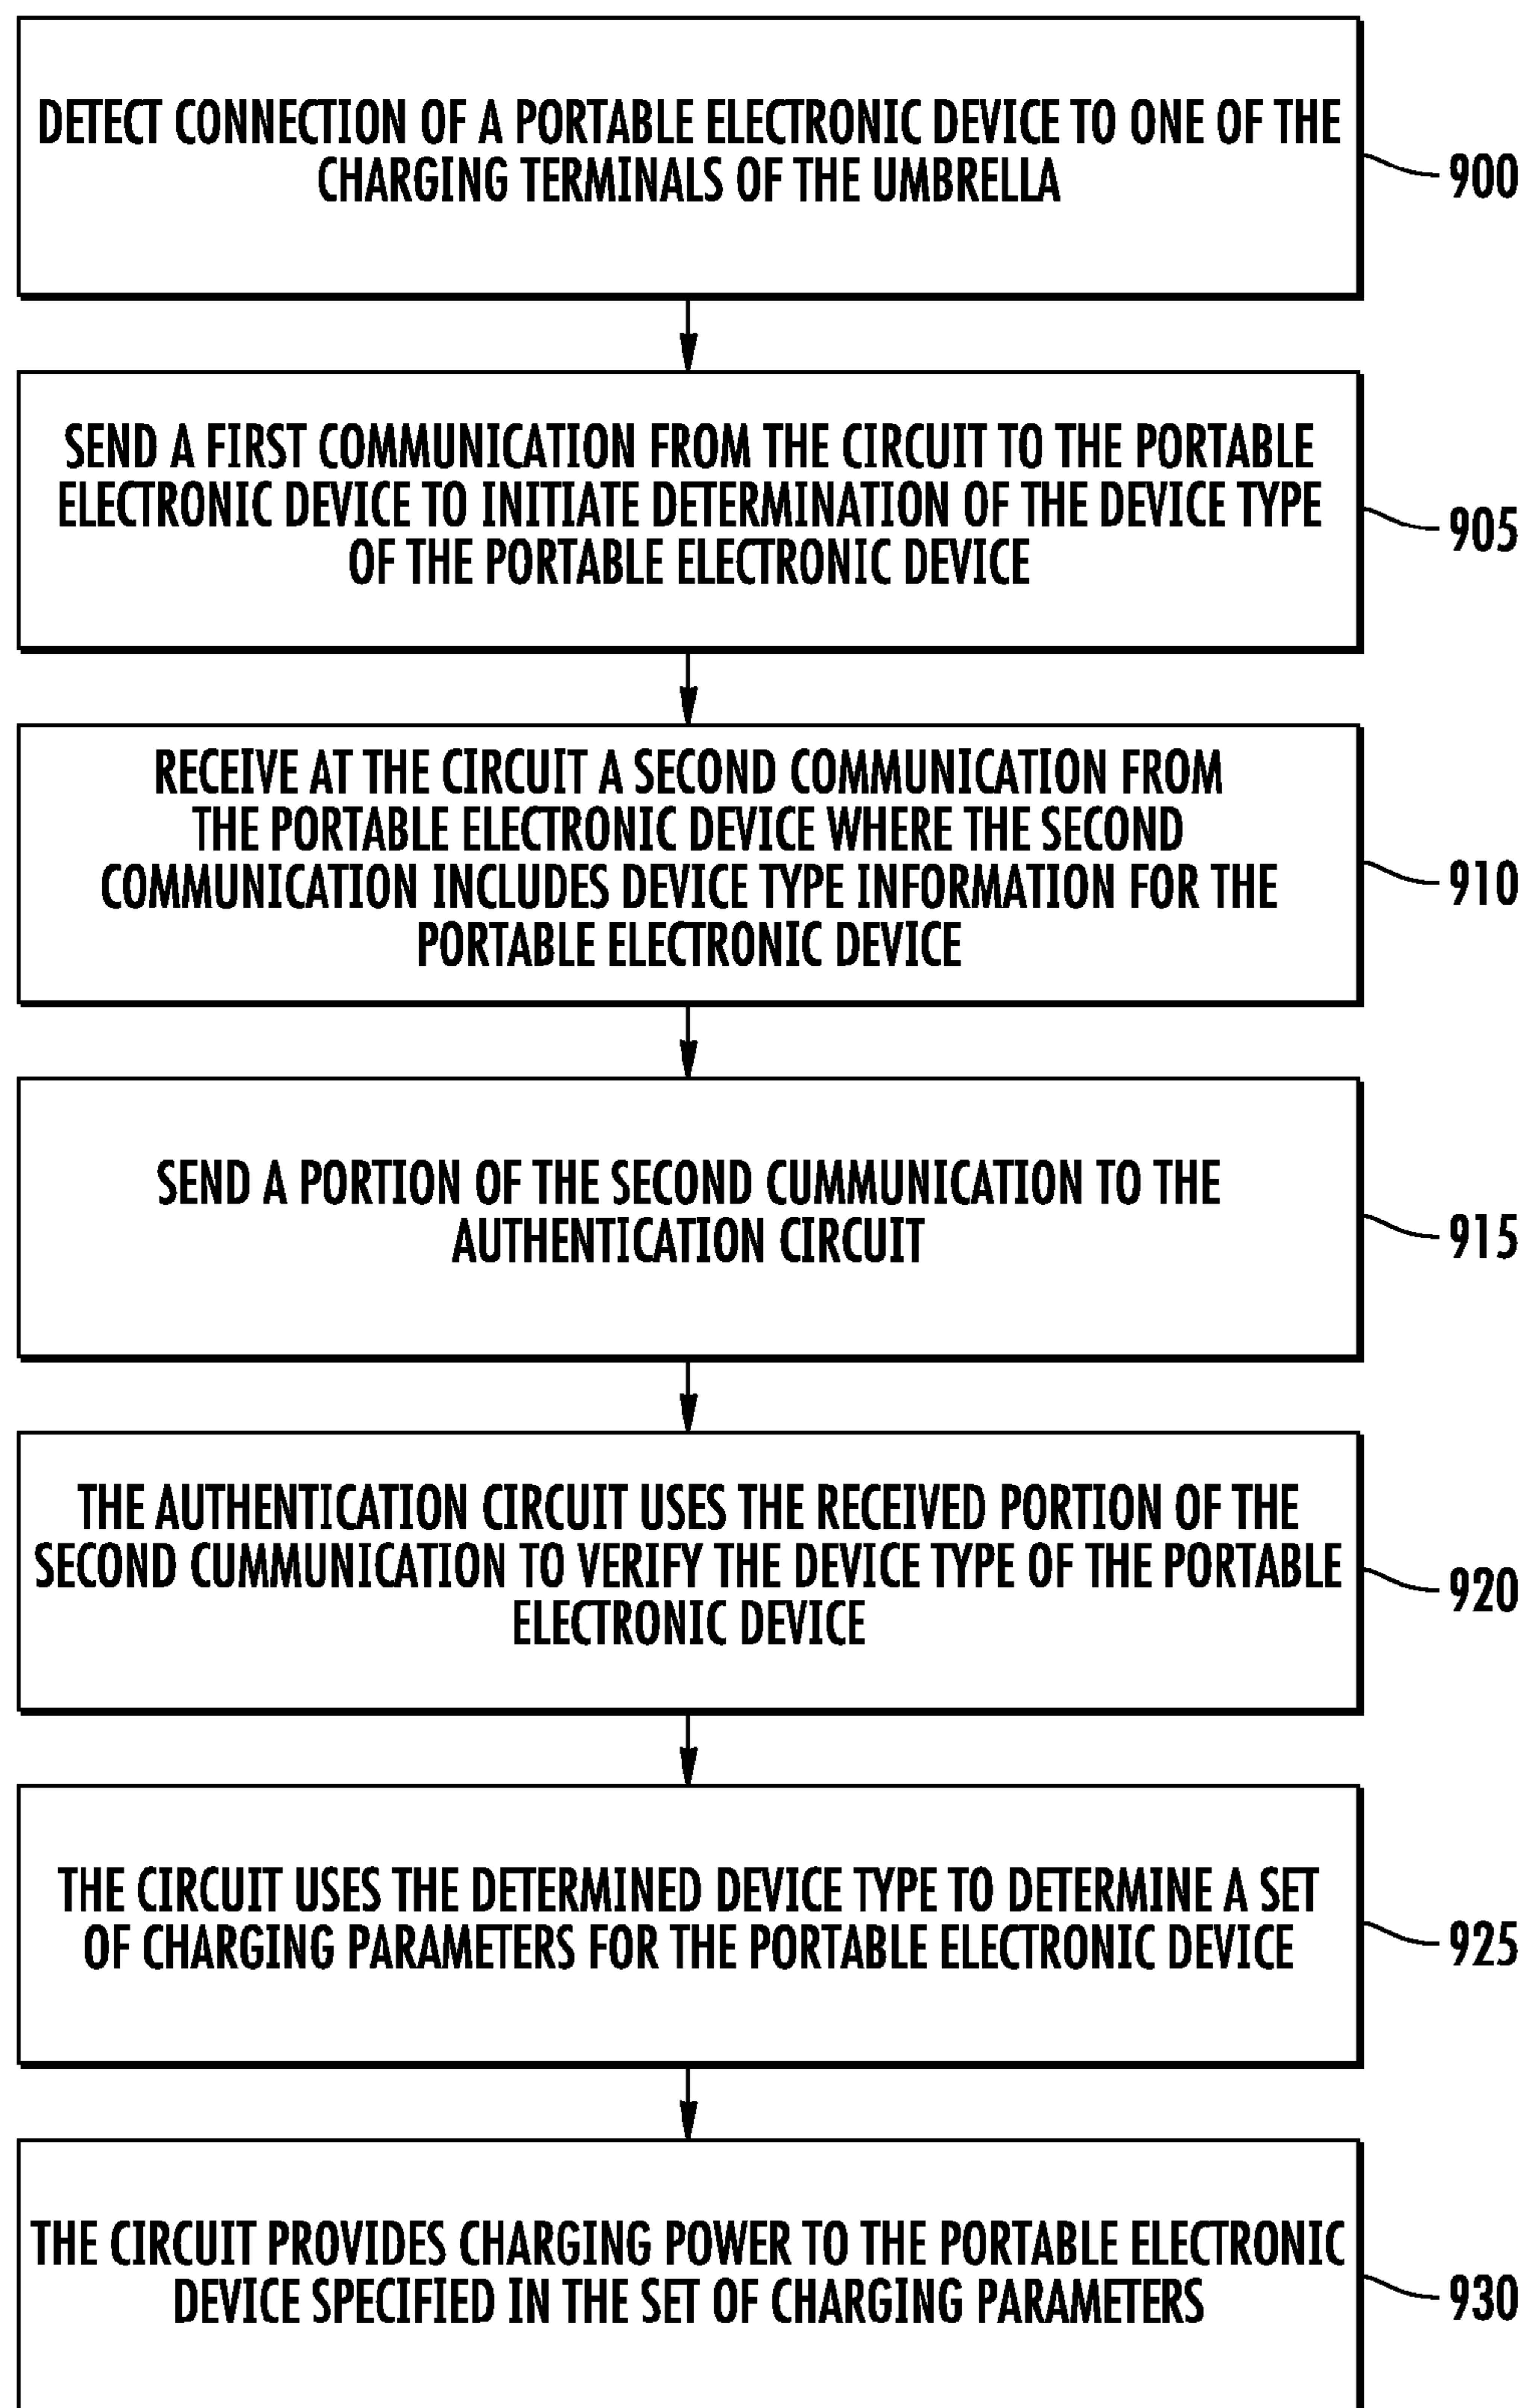 DETECT CONNECTION OF A PORTABLE ELECTRONIC DEVICE TO ONE OF THE
CHARGING TERMINALS OF THE UMBRELLA
900
SEND A FIRST COMMUNICATION FROM THE CIRCUIT TO THE PORTABLE
ELECTRONIC DEVICE TO INITIATE DETERMINATION OF THE DEVICE TYPE
OF THE PORTABLE ELECTRONIC DEVICE
905
RECEIVE AT THE CIRCUIT A SECOND COMMUNICATION FROM
THE PORTABLE ELECTRONIC DEVICE WHERE THE SECOND
COMMUNICATION INCLUDES DEVICE TYPE INFORMATION FOR THE
PORTABLE ELECTRONIC DEVICE
910
SEND A PORTION OF THE SECOND CUMMUNICATION TO THE
AUTHENTICATION CIRCUIT
915
THE AUTHENTICATION CIRCUIT USES THE RECEIVED PORTION OF THE
SECOND CUMMUNICATION TO VERIFY THE DEVICE TYPE OF THE PORTABLE
ELECTRONIC DEVICE
920
THE CIRCUIT USES THE DETERMINED DEVICE TYPE TO DETERMINE A SET
OF CHARGING PARAMETERS FOR THE PORTABLE ELECTRONIC DEVICE
925
THE CIRCUIT PROVIDES CHARGING POWER TO THE PORTABLE ELECTRONIC
DEVICE SPECIFIED IN THE SET OF CHARGING PARAMETERS
930